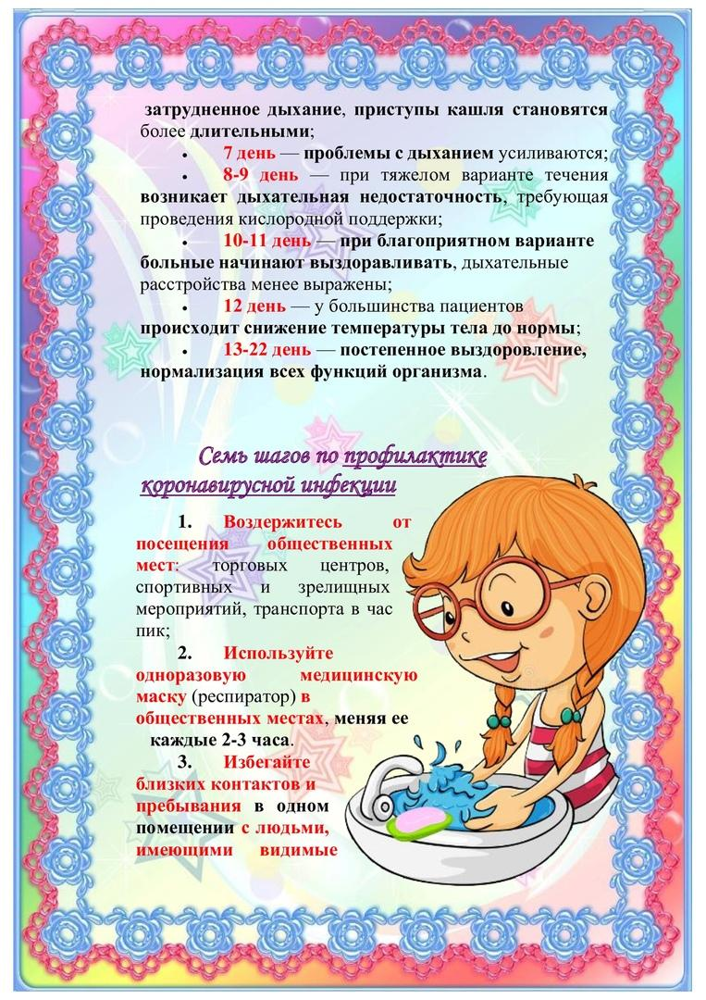 затрудненное дыхание, приступы кашля становятся
более длительными;
• 7 день — проблемы с дыханием усиливаются;
• 8-9 день — при тяжелом варианте течения
возникает дыхательная недостаточность, требующая
проведения кислородной поддержки;
• 10-11 день — при благоприятном варианте
больные начинают выздоравливать, дыхательные
расстройства менее выражены;
• 12 день — у большинства пациентов
происходит снижение температуры тела до нормы;
• 13-22 день — постепенное выздоровление,
нормализация всех функций организма.
Семь шагов по профилактике
коронавирусной инфекции
1. Воздержитесь от
посещения общественных
мест: торговых центров,
спортивных и зрелищных
мероприятий, транспорта в час
пик;
2. Используйте
одноразовую медицинскую
маску (респиратор) в
общественных местах, меняя ее
каждые 2-3 часа.
3. Избегайте
близких контактов и
пребывания в одном
помещении с людьми,
имеющими видимые